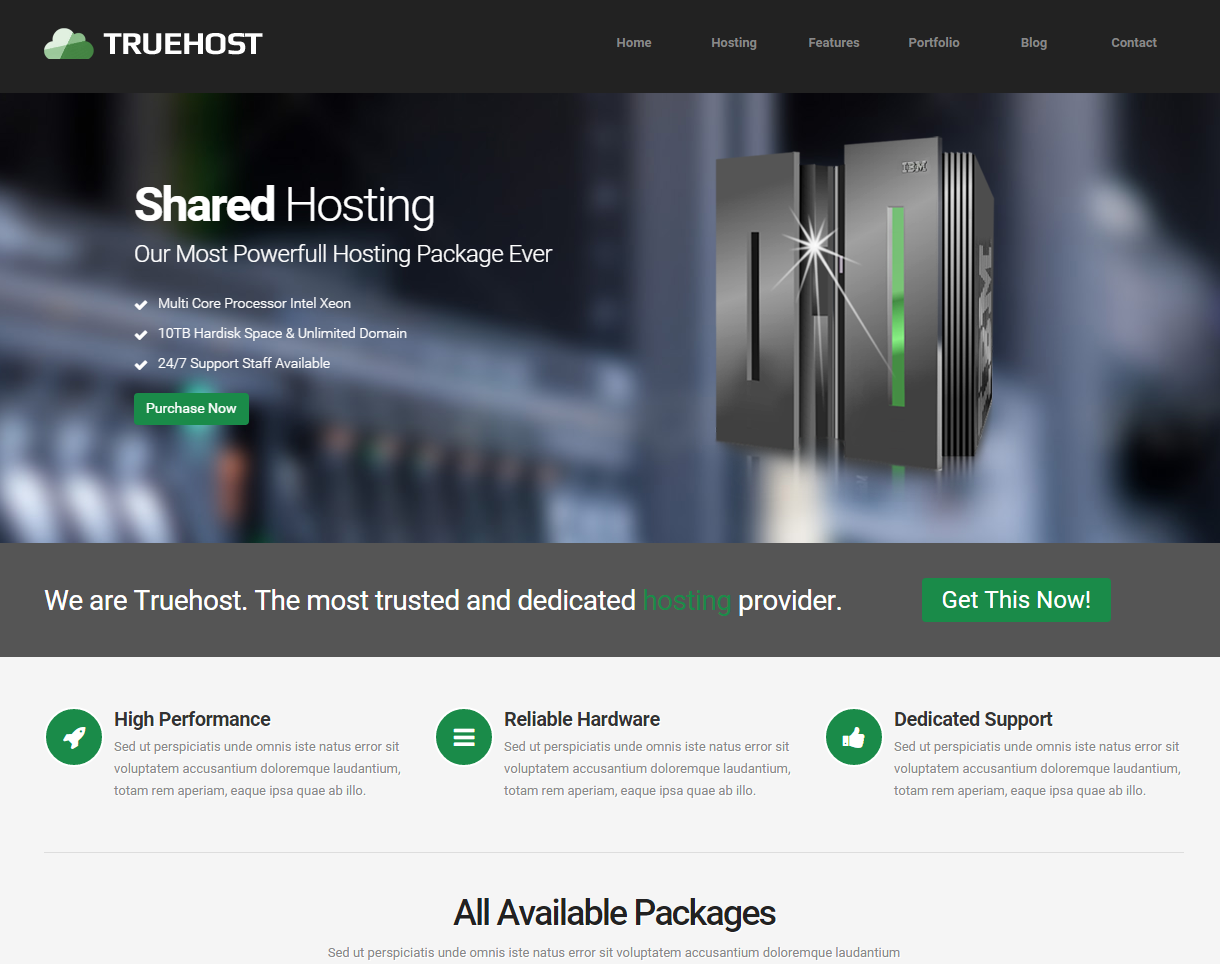 TRUEHOST
Home Hosting Features Portfolio Blog Contact
IBM
IBM
Shared Hosting
Our Most Powerfull Hosting Package Ever
Multi Core Processor Intel Xeon
10TB Hardisk Space & Unlimited Domain
24/7 Support Staff Available
Purchase Now
We are Truehost. The most trusted and dedicated hosting provider.
Get This Now!
High Performance
Sed ut perspiciatis unde omnis iste natus error sit
voluptatem accusantium doloremque laudantium,
totam rem aperiam, eaque ipsa quae ab illo.
Reliable Hardware
Sed ut perspiciatis unde omnis iste natus error sit
voluptatem accusantium doloremque laudantium,
totam rem aperiam, eaque ipsa quae ab illo.
Dedicated Support
Sed ut perspiciatis unde omnis iste natus error sit
voluptatem accusantium doloremque laudantium,
totam rem aperiam, eaque ipsa quae ab illo.
All Available Packages
Sed ut perspiciatis unde omnis iste natus error sit voluptatem accusantium doloremque laudantium